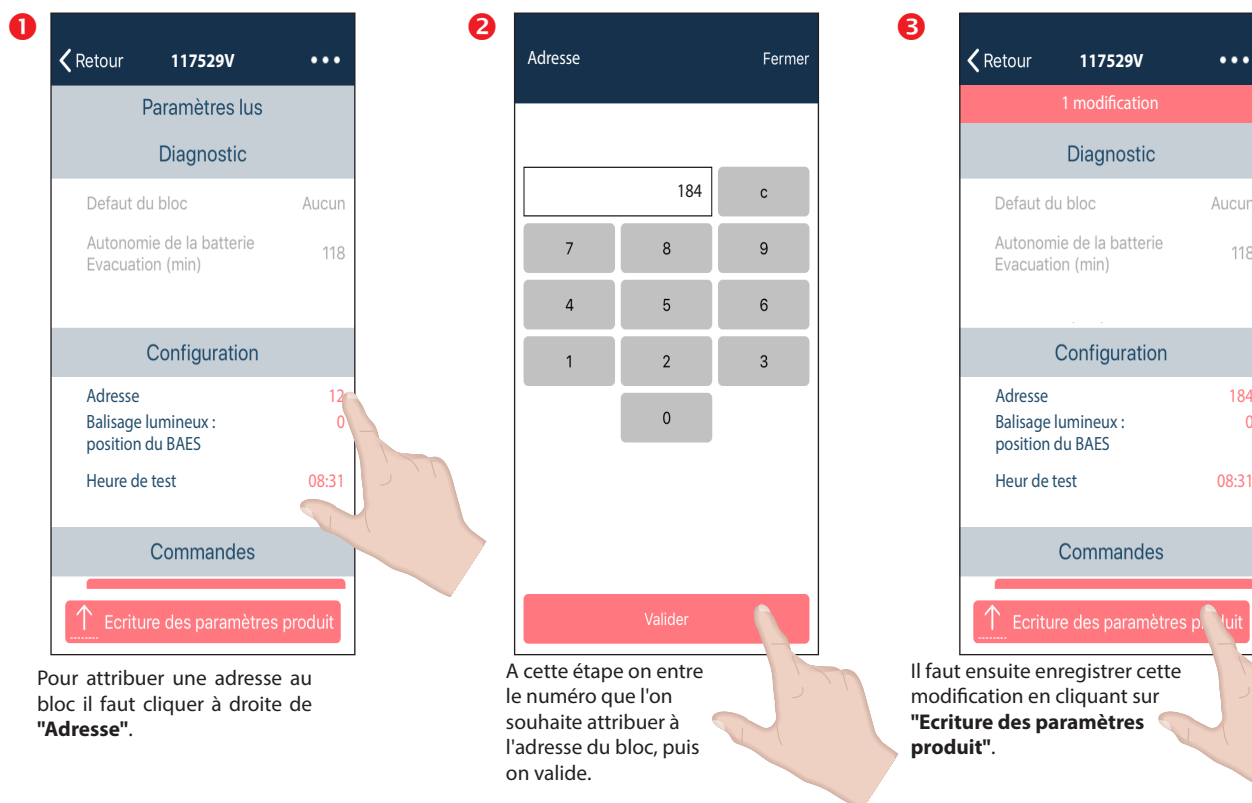 1
Retour 117529V •••
Paramètres lus
Diagnostic
Defaut du bloc Aucun
Autonomie de la batterie
Evacuation (min) 118
Configuration
Adresse 12
Balisage lumineux : 0
position du BAES
Heure de test 08:31
Commandes
Ecriture des paramètres produit
Pour attribuer une adresse au
bloc il faut cliquer à droite de
"Adresse".
2
Adresse Fermer
184 c
7 8 9
4 5 6
1 2 3
0
Valider
A cette étape on entre
le numéro que l'on
souhaite attribuer à
l'adresse du bloc, puis
on valide.
3
Retour 117529V •••
1 modification
Diagnostic
Defaut du bloc Aucun
Autonomie de la batterie
Evacuation (min) 118
Configuration
Adresse 184
Balisage lumineux : 0
position du BAES
Heur de test 08:31
Commandes
Ecriture des paramètres
Il faut ensuite enregistrer cette
modification en cliquant sur
"Ecriture des paramètres
produit".